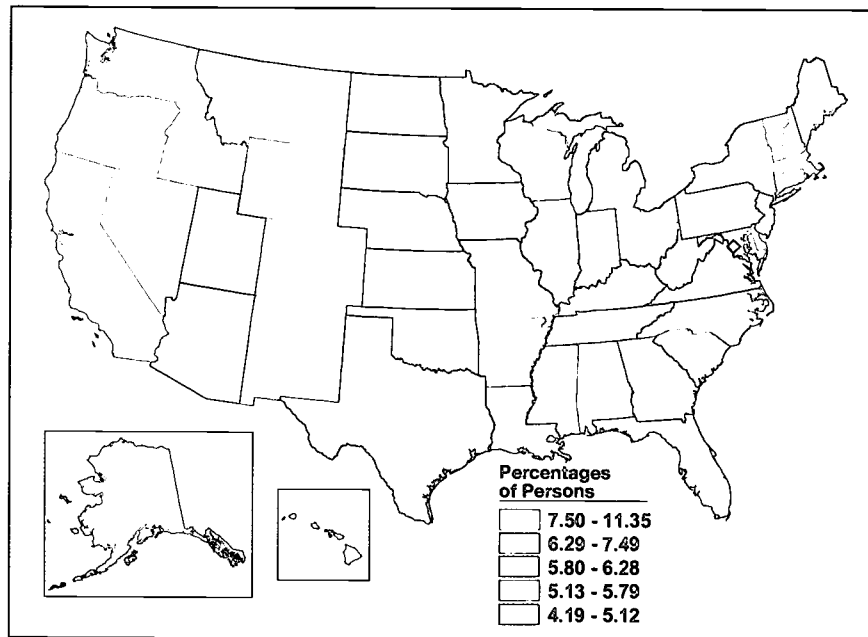 Percentages
of Persons
7.50 - 11.35
6.29 - 7.49
5.80 - 6.28
5.13 - 5.79
4.19 - 5.12